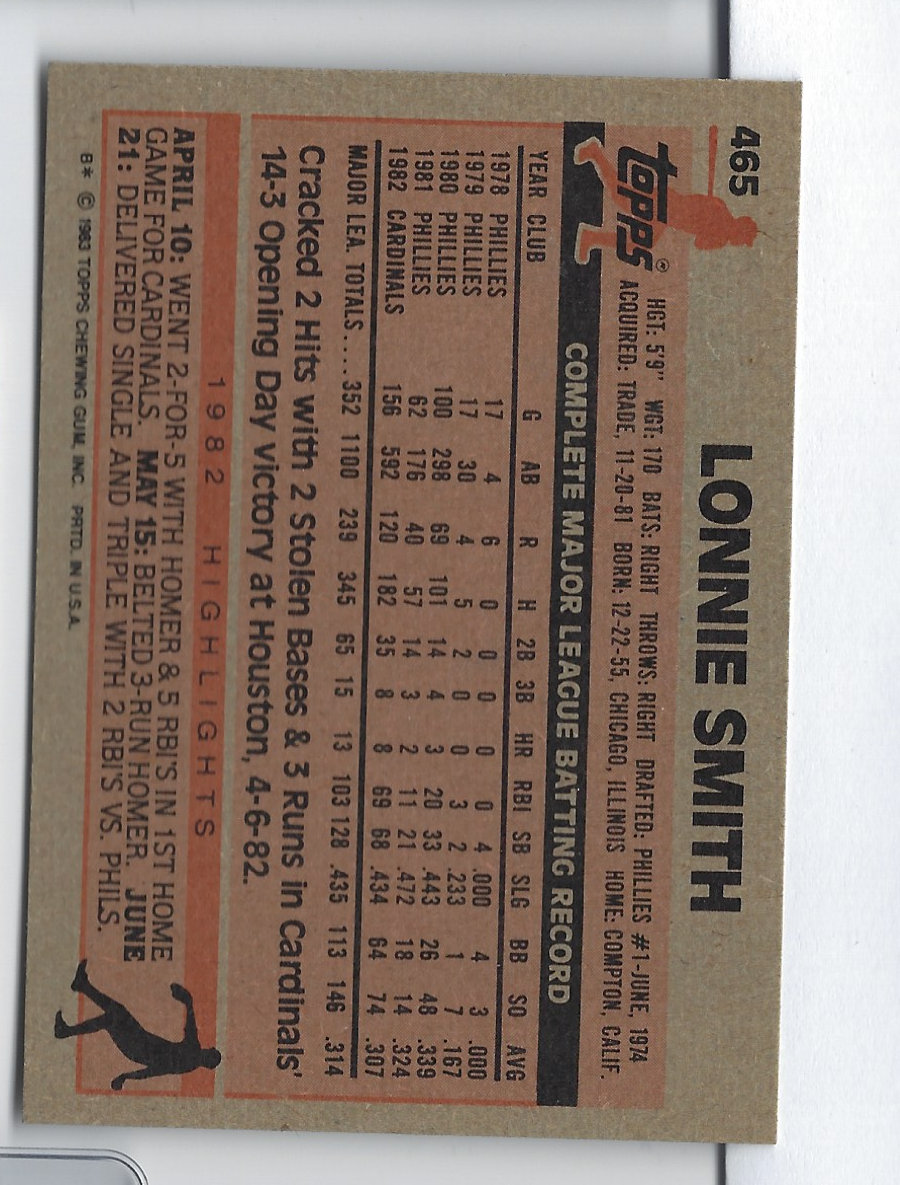 465
LONNIE SMITH
topps®
HGT: 5'9" WGT: 170 BATS: RIGHT THROWS: RIGHT DRAFTED: PHILLIES #1-JUNE, 1974
ACQUIRED: TRADE, 11-20-81 BORN: 12-22-55, CHICAGO, ILLINOIS HOME: COMPTON, CALIF.
COMPLETE MAJOR LEAGUE BATTING RECORD
YEAR CLUB G AB R H 2B 3B HR RBI SB SLG BB SO AVG
1978 PHILLIES 17 4 6 0 0 0 0 0 4 .000 4 3 .000
1979 PHILLIES 17 30 4 5 2 0 0 3 2 .233 1 7 .167
1980 PHILLIES 100 298 69 101 14 4 3 20 33 .443 26 48 .339
1981 PHILLIES 62 176 40 57 14 3 2 11 21 .472 18 14 .324
1982 CARDINALS 156 592 120 182 35 8 8 69 68 .434 64 74 .307
MAJOR LEA. TOTALS .... 352 1100 239 345 65 15 13 103 128 .435 113 146 .314
Cracked 2 Hits with 2 Stolen Bases & 3 Runs in Cardinals'
14-3 Opening Day victory at Houston, 4-6-82.
1982 HIGHLIGHTS
APRIL 10: WENT 2-FOR-5 WITH HOMER & 5 RBI'S IN 1ST HOME
GAME FOR CARDINALS. MAY 15: BELTED 3-RUN HOMER. JUNE
21: DELIVERED SINGLE AND TRIPLE WITH 2 RBI'S VS. PHILS.
B* © 1983 TOPPS CHEWING GUM, INC. PRTD. IN U.S.A.